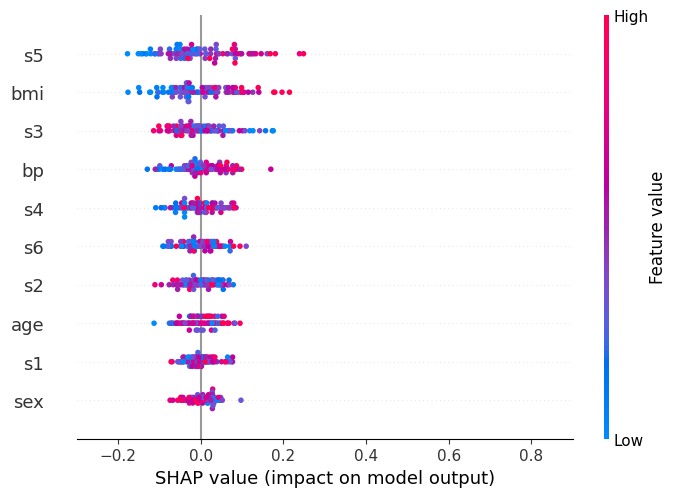 High
s5
bmi
s3
bp
s4
s6
s2
age
s1
sex
Feature value
Low
−0.2 0.0 0.2 0.4 0.6 0.8
SHAP value (impact on model output)